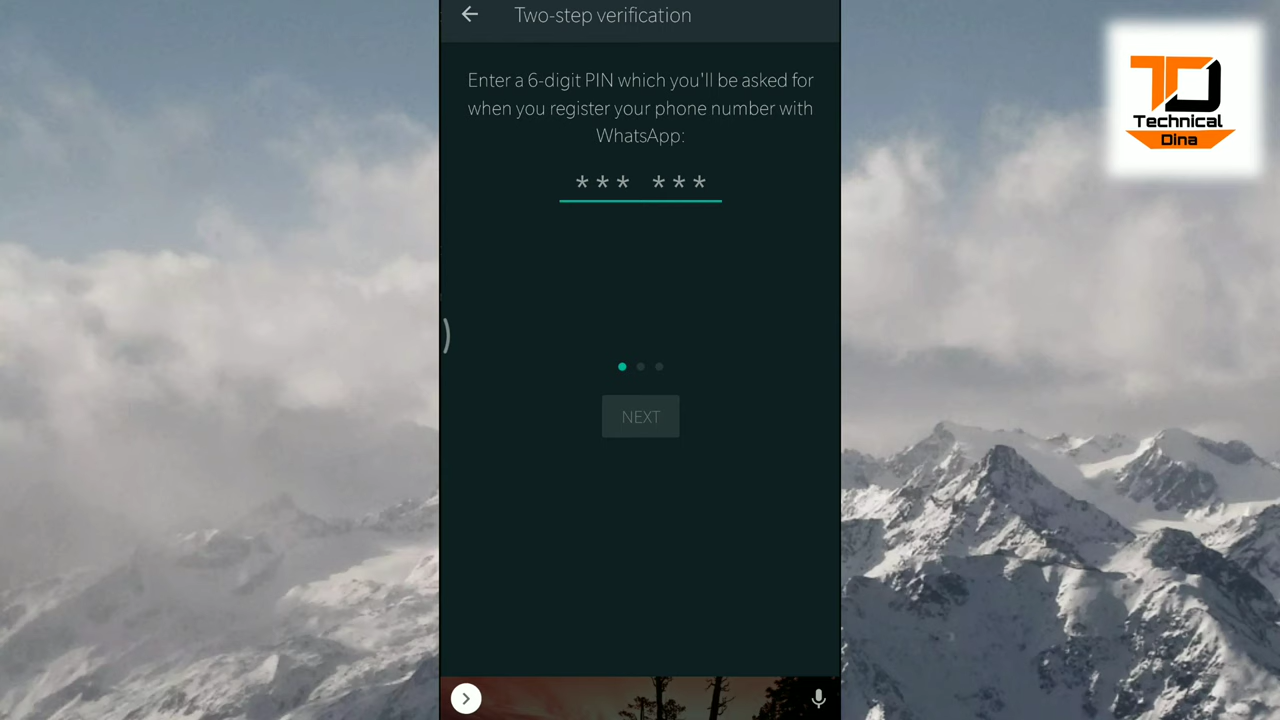 Two-step verification
Enter a 6-digit PIN which you'll be asked for
when you register your phone number with
WhatsApp:
*** ***
NEXT
TD
Technical
Dina